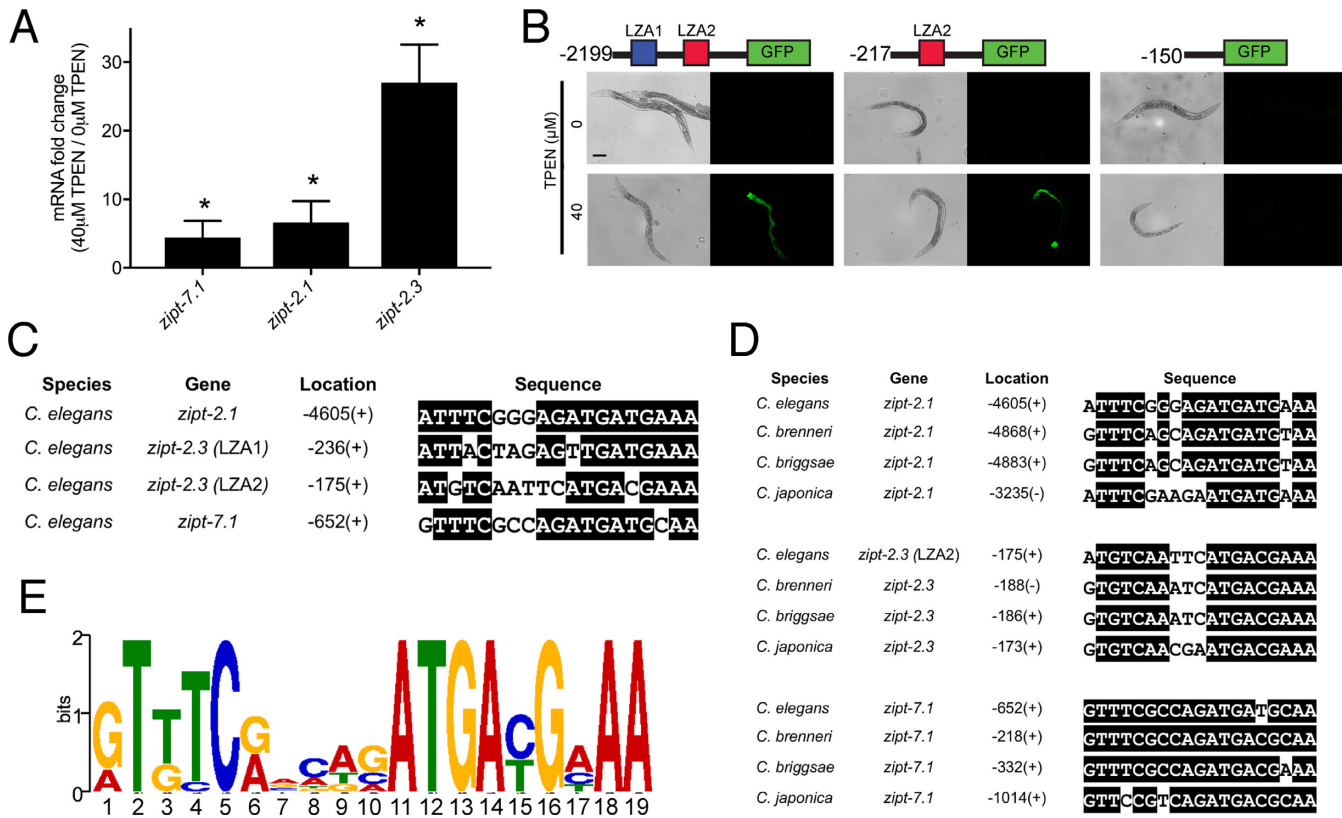 A
mRNA fold change
(40μM TPEN / 0μM TPEN)
30
20
10
0
*
*
*
zipt-7.1
zipt-2.1
zipt-2.3
B
LZA1 LZA2
-2199 GFP
LZA2
-217 GFP
-150 GFP
TPEN (μM)
0
40
C
Species Gene Location Sequence
C. elegans zipt-2.1 -4605(+) ATTTCGGGAGATGATGAAA
C. elegans zipt-2.3 (LZA1) -236(+) ATTACTAGAGTTGATGAAA
C. elegans zipt-2.3 (LZA2) -175(+) ATGTCAATTCATGACGAAA
C. elegans zipt-7.1 -652(+) GTTTCGCCAGATGATGCAA
D
Species Gene Location Sequence
C. elegans zipt-2.1 -4605(+) ATTTCGGGAGATGATGAAA
C. brenneri zipt-2.1 -4868(+) GTTTCAGCAGATGATGTAA
C. briggsae zipt-2.1 -4883(+) GTTTCAGCAGATGATGTAA
C. japonica zipt-2.1 -3235(-) ATTTCGAAGAATGATGAAA
C. elegans zipt-2.3 (LZA2) -175(+) ATGTCAATTCATGACGAAA
C. brenneri zipt-2.3 -188(-) GTGTCAAATCATGACGAAA
C. briggsae zipt-2.3 -186(+) GTGTCAAATCATGACGAAA
C. japonica zipt-2.3 -173(+) GTGTCAACGAATGACGAAA
C. elegans zipt-7.1 -652(+) GTTTCGCCAGATGATGCAA
C. brenneri zipt-7.1 -218(+) GTTTCGCCAGATGACGCAA
C. briggsae zipt-7.1 -332(+) GTTTCGCCAGATGACGAAA
C. japonica zipt-7.1 -1014(+) GTTCCGTCAGATGACGCAA
E
bits
2
1
0
1 2 3 4 5 6 7 8 9 10 11 12 13 14 15 16 17 18 19